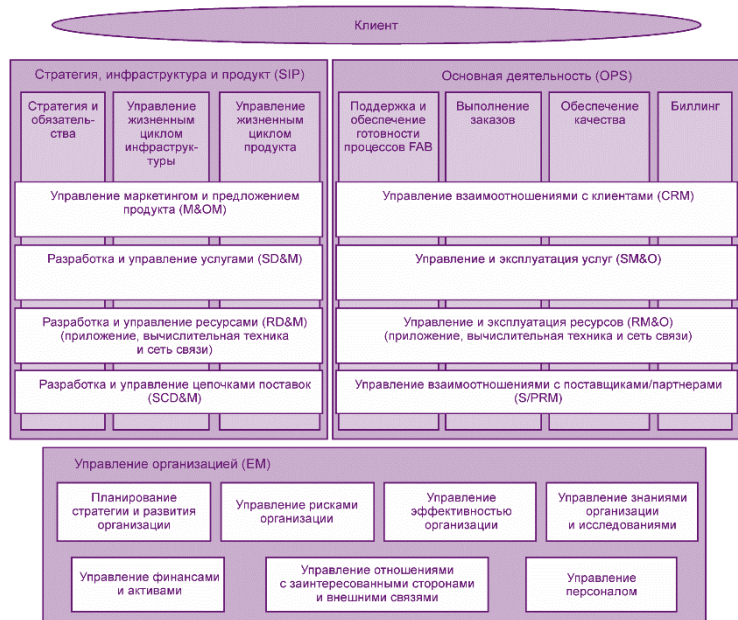 Клиент
Стратегия, инфраструктура и продукт (SIP)
Стратегия и
обязатель-
ства
Управление
жизненным
циклом
инфраструк-
туры
Управление
жизненным
циклом
продукта
Управление маркетингом и предложением
продукта (M&OM)
Разработка и управление услугами (SD&M)
Разработка и управление ресурсами (RD&M)
(приложение, вычислительная техника
и сеть связи)
Разработка и управление цепочками поставок
(SCD&M)
Основная деятельность (OPS)
Поддержка и
обеспечение
готовности
процессов FAB
Выполнение
заказов
Обеспечение
качества
Биллинг
Управление взаимоотношениями с клиентами (CRM)
Управление и эксплуатация услуг (SM&O)
Управление и эксплуатация ресурсов (RM&O)
(приложение, вычислительная техника и сеть связи)
Управление взаимоотношениями с поставщиками/партнерами
(S/PRM)
Управление организацией (EM)
Планирование
стратегии и развития
организации
Управление рисками
организации
Управление
эффективностью
организации
Управление знаниями
организации
и исследованиями
Управление финансами
и активами
Управление отношениями
с заинтересованными сторонами
и внешними связями
Управление
персоналом